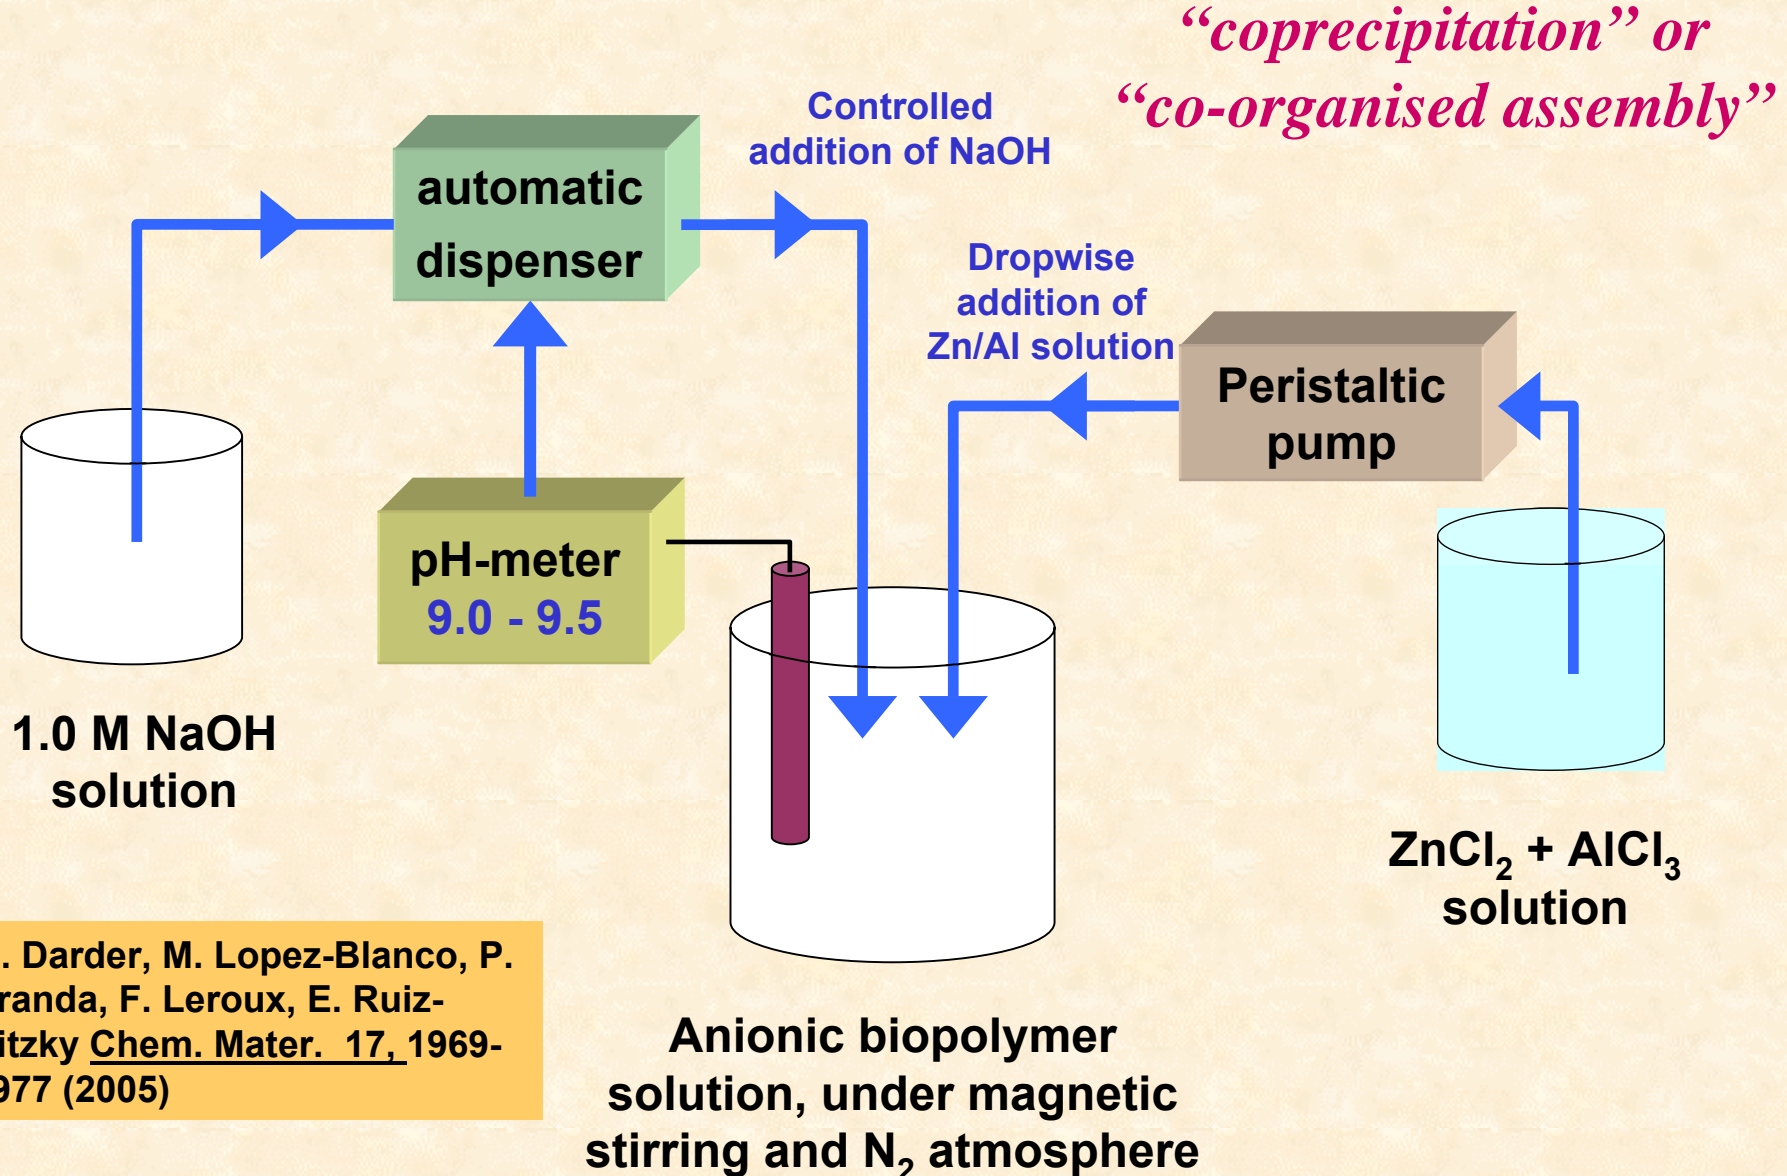 “coprecipitation” or
“co-organised assembly”
Controlled
addition of NaOH
automatic
dispenser
Dropwise
addition of
Zn/Al solution
Peristaltic
pump
pH-meter
9.0 - 9.5
1.0 M NaOH
solution
ZnCl₂ + AlCl₃
solution
. Darder, M. Lopez-Blanco, P.
randa, F. Leroux, E. Ruiz-
itzky Chem. Mater. 17, 1969-
977 (2005)
Anionic biopolymer
solution, under magnetic
stirring and N₂ atmosphere